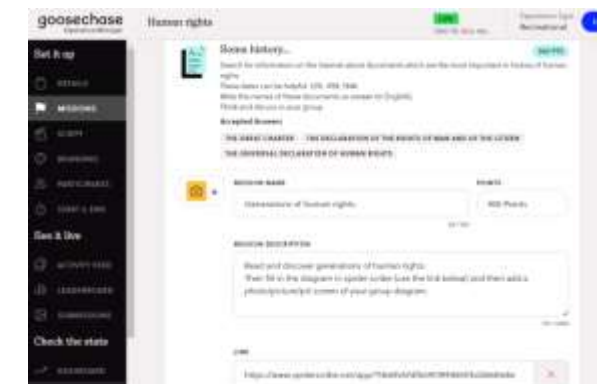 goosechase
Human rights
LIVE
Recreational
Set it up
DETAILS
MISSIONS
SCRIPT
BRANDING
PARTICIPANTS
START & END
See it live
ACTIVITY FEED
LEADERBOARD
SUBMISSIONS
Check the stats
DASHBOARD
Some history...
Search for information on the Internet about documents which are the most important in history of human
rights.
These dates can be helpful:
Write the names of these documents as answer (in English).
Think and discuss in your group.
Accepted Answers
THE GREAT CHARTER THE DECLARATION OF THE RIGHTS OF MAN AND OF THE CITIZEN
THE UNIVERSAL DECLARATION OF HUMAN RIGHTS
MISSION NAME
POINTS
Generations of human rights
400 Points
MISSION DESCRIPTION
Read and discover generations of human rights.
Then fill in the diagram in spider scribe (use the link below) and then add a
photo/picture/prt screen of your group diagram.
LINK